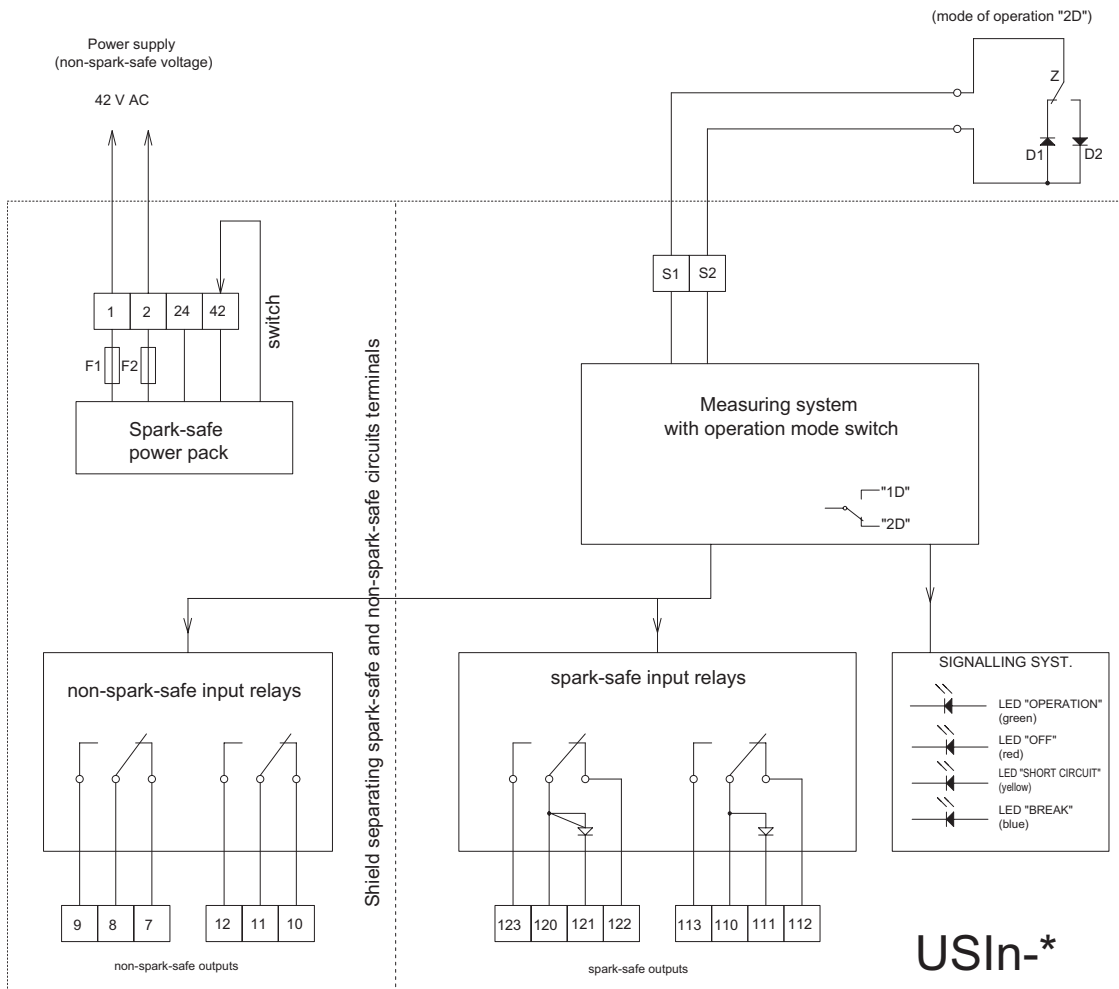 (mode of operation "2D")
Power supply
(non-spark-safe voltage)
42 V AC
Z
D1
D2
1
2
24
42
switch
F1
F2
Spark-safe
power pack
Shield separating spark-safe and non-spark-safe circuits terminals
S1
S2
Measuring system
with operation mode switch
"1D"
"2D"
non-spark-safe input relays
spark-safe input relays
SIGNALLING SYST.
LED "OPERATION"
(green)
LED "OFF"
(red)
LED "SHORT CIRCUIT"
(yellow)
LED "BREAK"
(blue)
9
8
7
12
11
10
non-spark-safe outputs
123
120
121
122
113
110
111
112
spark-safe outputs
USIn-*